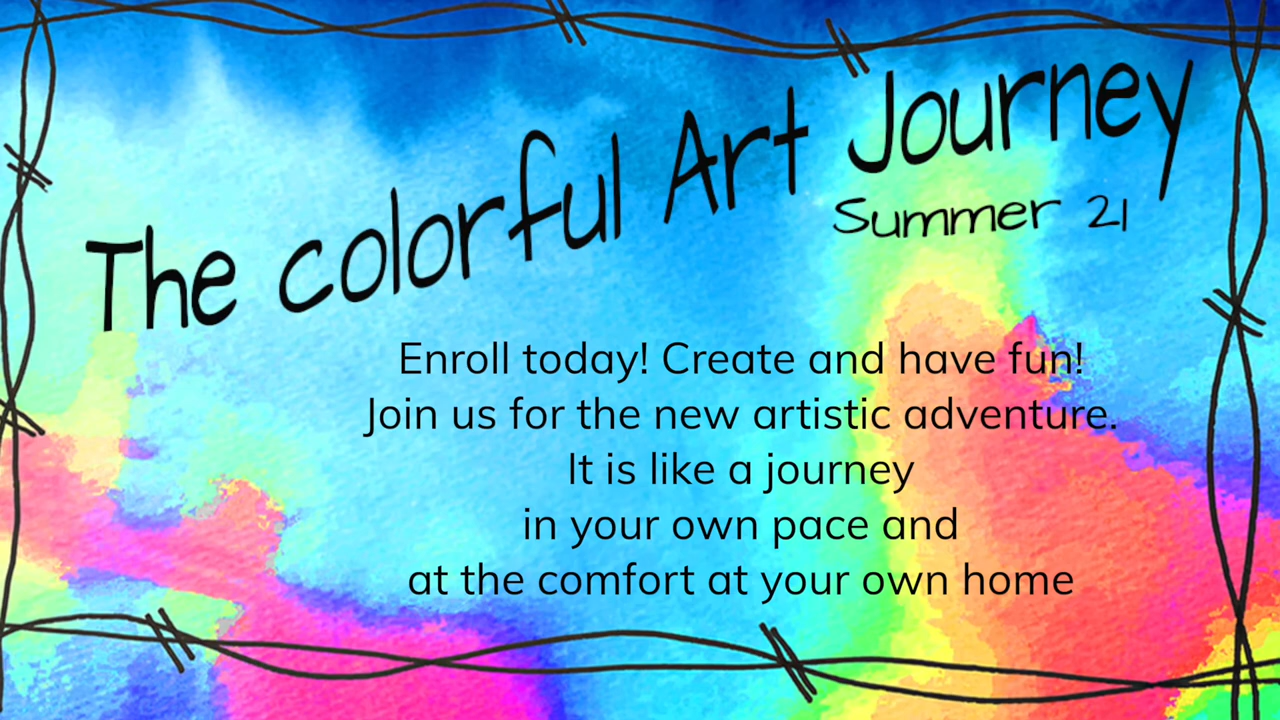 The colorful Art Journey
Summer 21
Enroll today! Create and have fun!
Join us for the new artistic adventure.
It is like a journey
in your own pace and
at the comfort at your own home